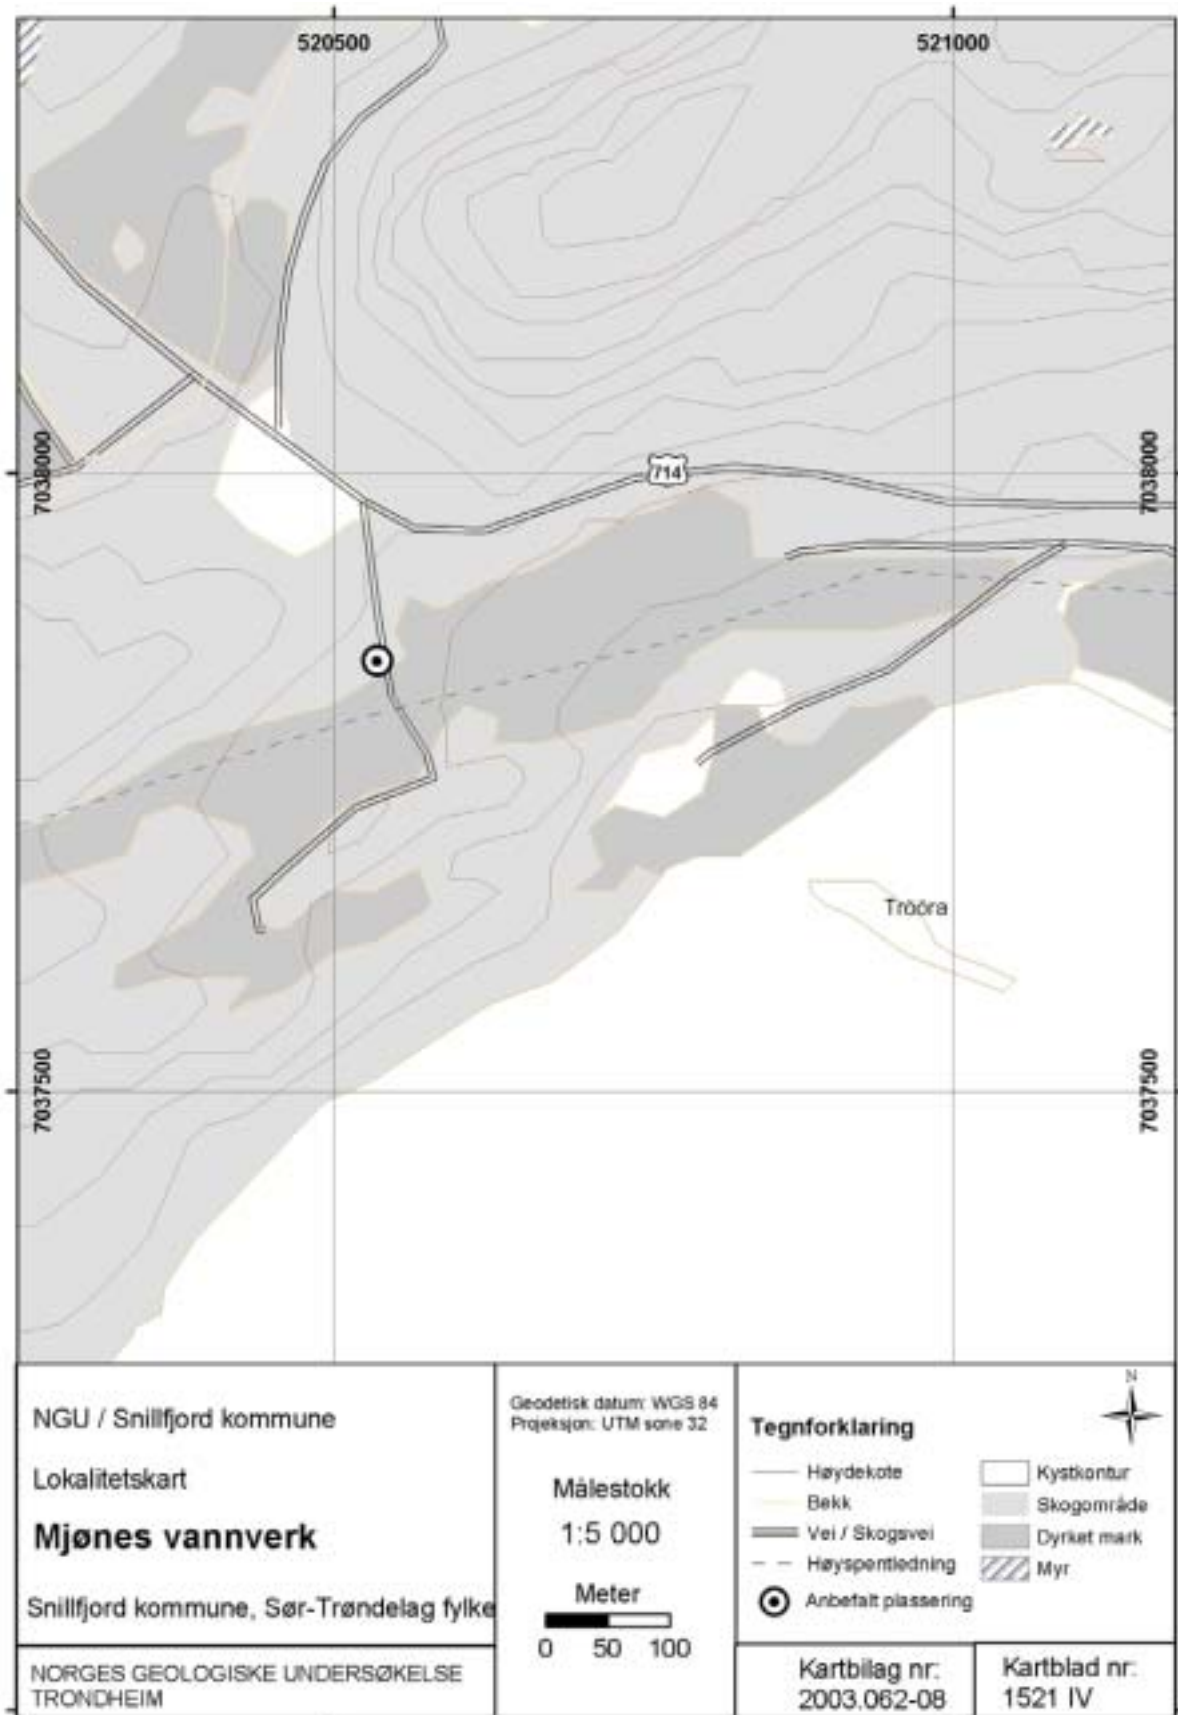 520500
521000
7038000
7038000
714
Trööra
7037500
7037500
NGU / Snillfjord kommune
Lokalitetskart
Mjønes vannverk
Snillfjord kommune, Sør-Trøndelag fylke
NORGES GEOLOGISKE UNDERSØKELSE
TRONDHEIM
Geodetisk datum: WGS 84
Projeksjon: UTM sone 32
Målestokk
1:5 000
Meter
0 50 100
N
Tegnforklaring
Høydekote
Bekk
Vei / Skogsvei
Høyspentledning
Anbefalt plassering
Kystkontur
Skogområde
Dyrket mark
Myr
Kartbilag nr:
2003.062-08
Kartblad nr:
1521 IV